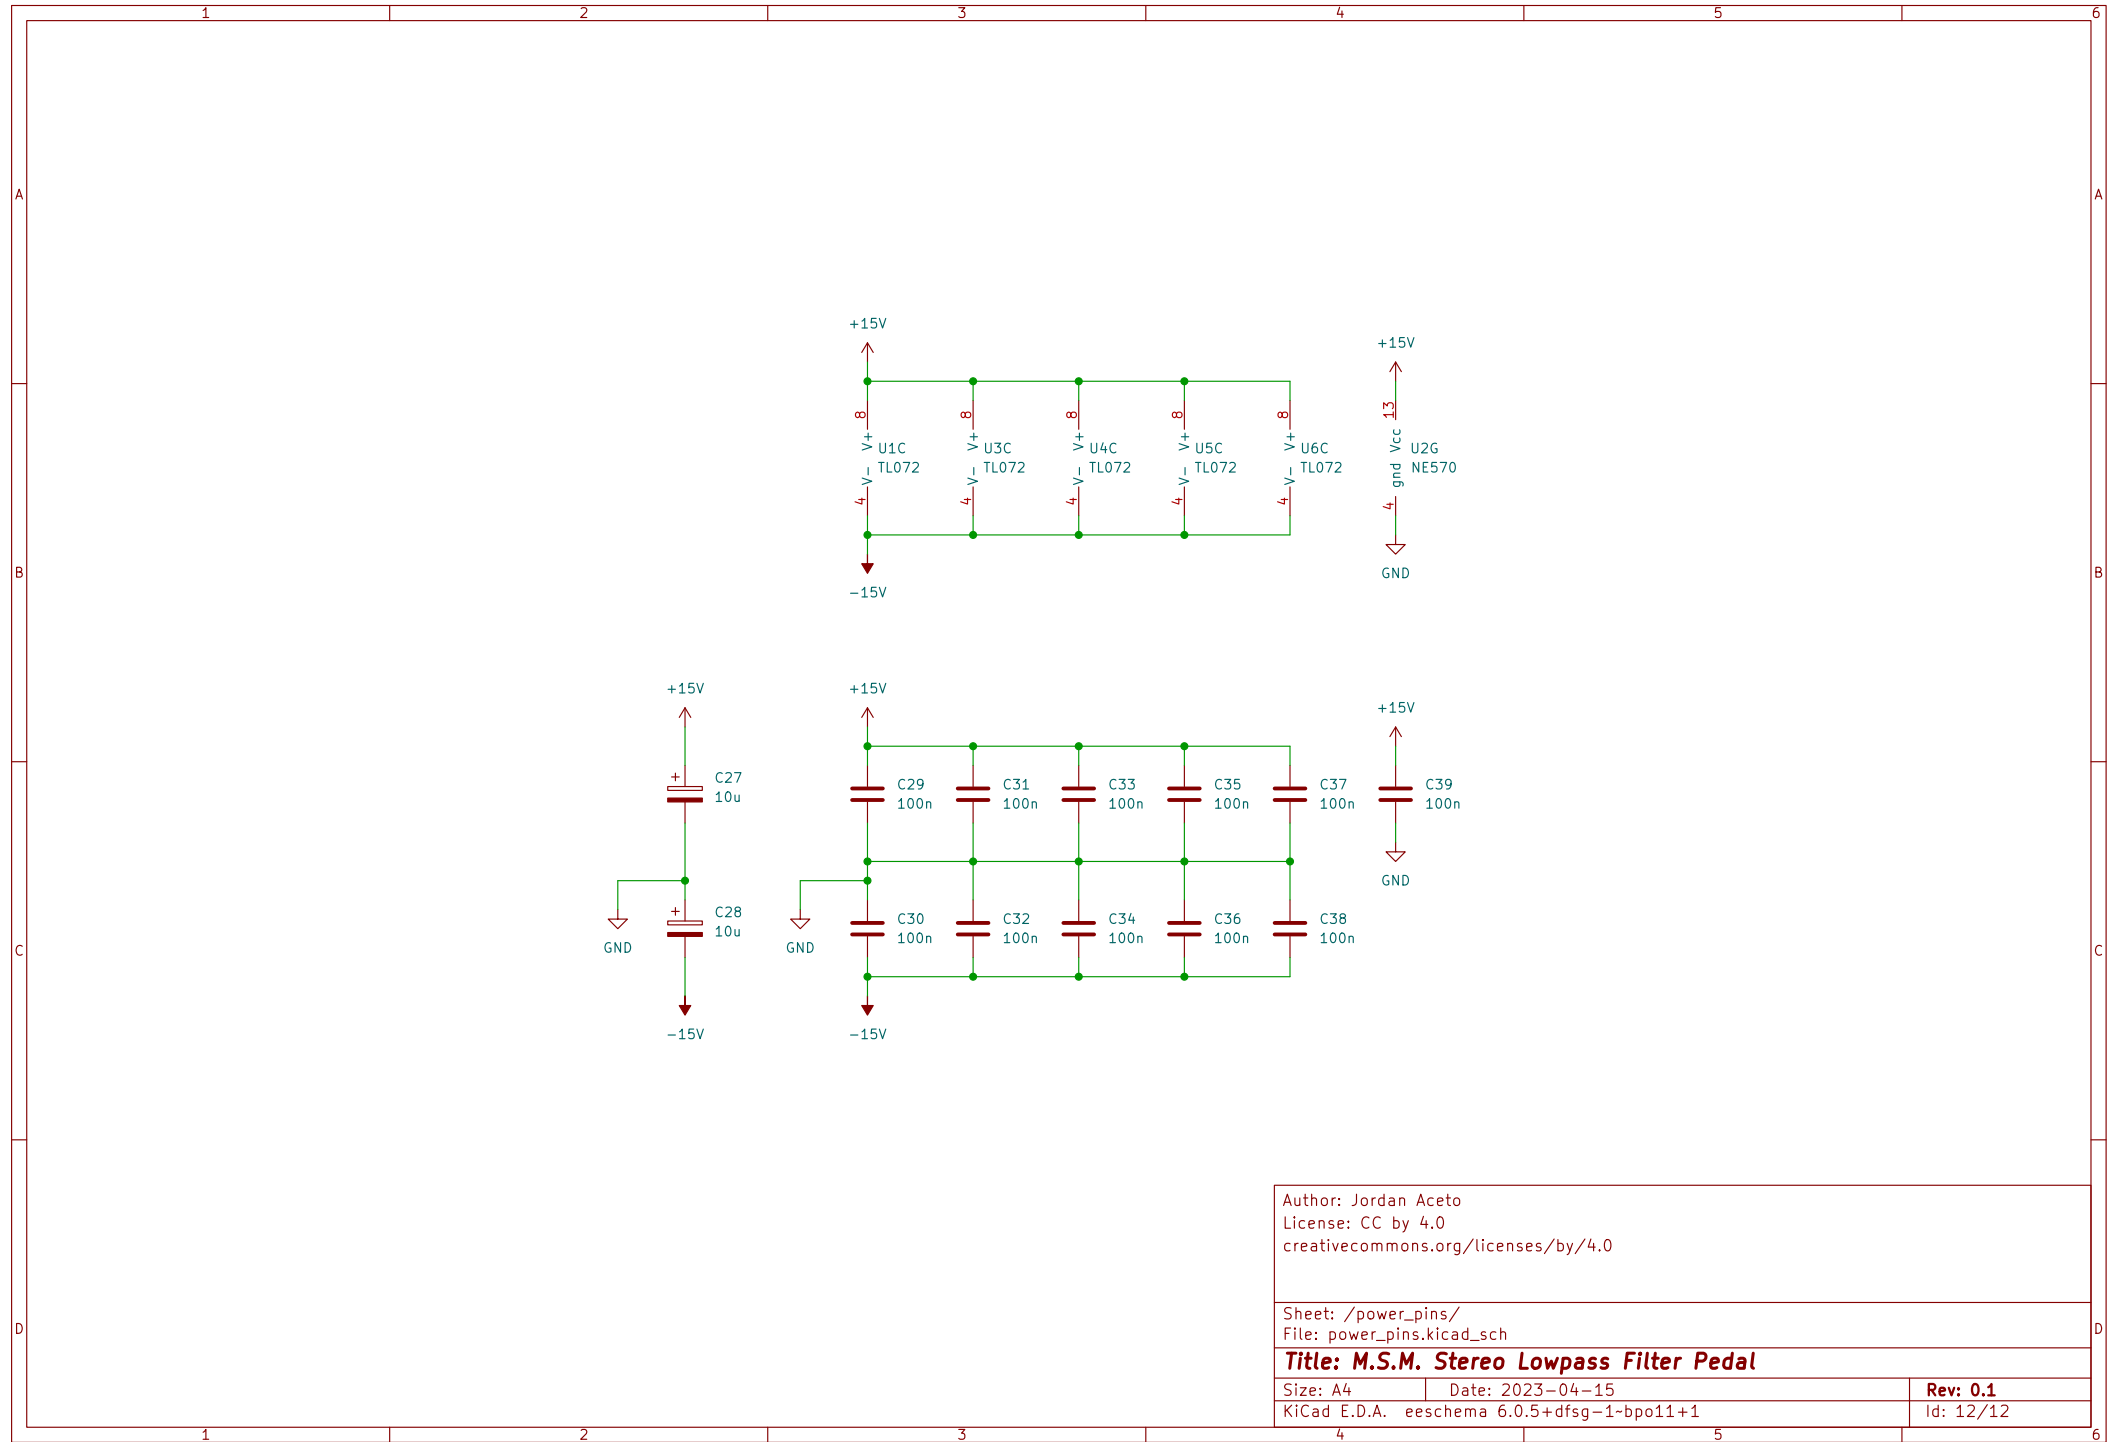 1 2 3 4 5 6
A A
+15V
+15V
8 8 8 8 8 13
V+ V+ V+ V+ V+ Vcc
U1C U3C U4C U5C U6C U2G
TL072 TL072 TL072 TL072 TL072 NE570
V- V- V- V- V- gnd
4 4 4 4 4 4
B B
GND
-15V
+15V +15V
+15V
+ C27
10u
C29 C31 C33 C35 C37 C39
100n 100n 100n 100n 100n 100n
GND
+ C28
10u
C30 C32 C34 C36 C38
100n 100n 100n 100n 100n
GND GND
C C
-15V -15V
Author: Jordan Aceto
License: CC by 4.0
creativecommons.org/licenses/by/4.0
Sheet: /power_pins/
File: power_pins.kicad_sch
D D
Title: M.S.M. Stereo Lowpass Filter Pedal
Size: A4 Date: 2023-04-15 Rev: 0.1
KiCad E.D.A. eeschema 6.0.5+dfsg-1~bpo11+1 Id: 12/12
1 2 3 4 5 6